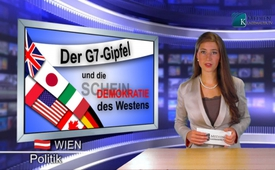 Der G7-Gipfel
und die
SCHEIN
DEMOKRATIE
des Westens
WIEN
Politik